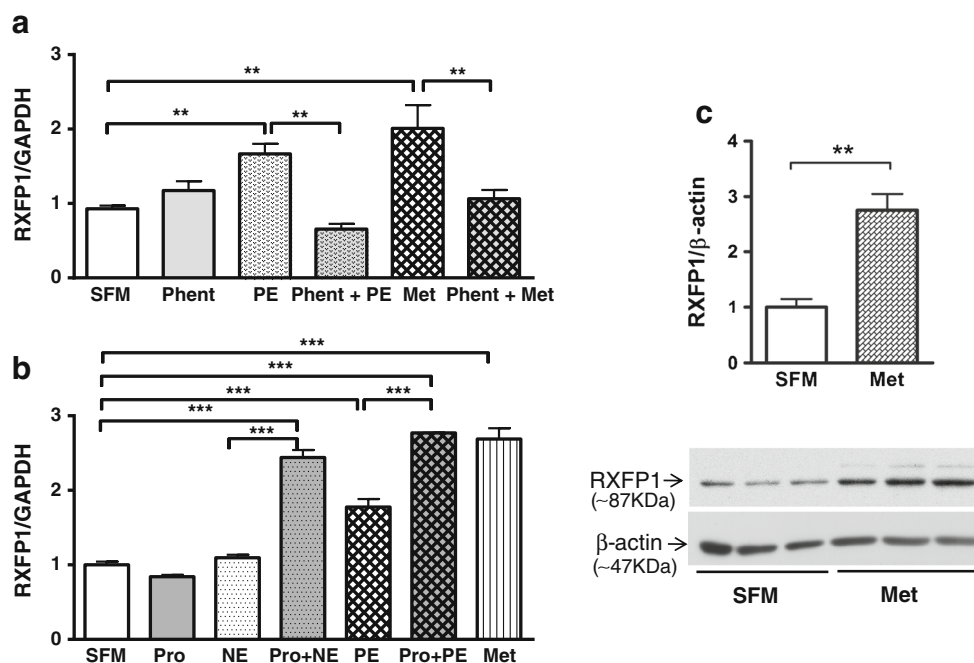 a
RXFP1/GAPDH
3
2
1
0
**
**
**
**
SFM Phent PE Phent + PE Met Phent + Met
b
RXFP1/GAPDH
3
2
1
0
***
***
***
***
***
***
SFM Pro NE Pro+NE PE Pro+PE Met
c
RXFP1/β-actin
4
3
2
1
0
**
SFM Met
RXFP1→
(~87KDa)
β-actin→
(~47KDa)
SFM Met